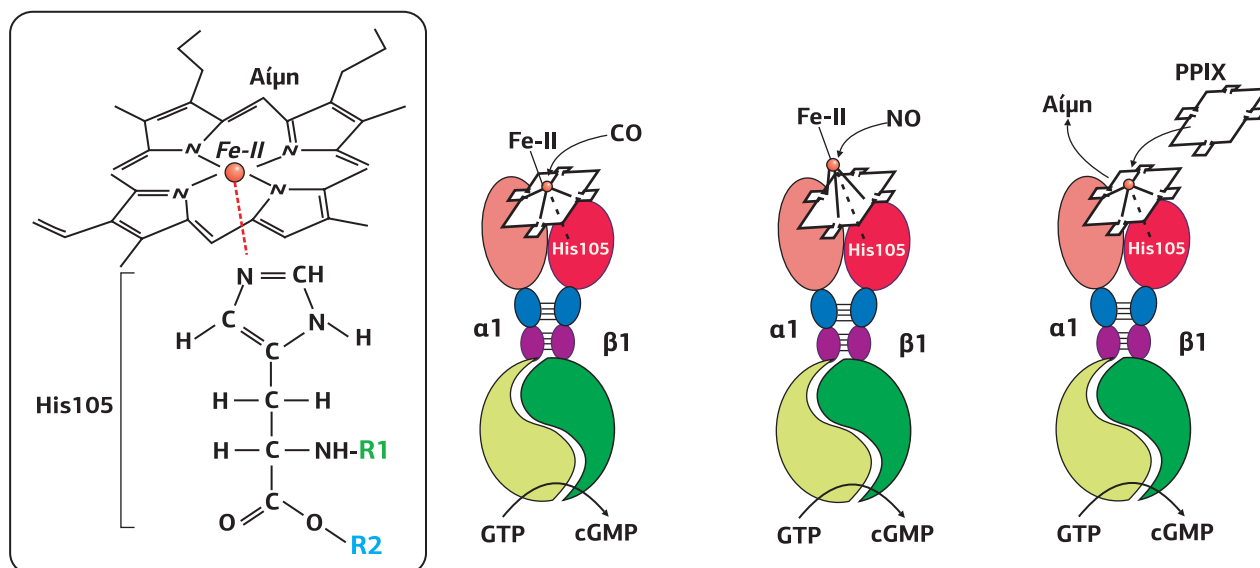 Αίμη
Fe-II
N
N
N
N
N
CH
C
N
H
H
C
H
C
H
His105
H
C
NH-R1
C
O
O
R2
Fe-II
CO
His105
α1
β1
GTP
cGMP
Fe-II
NO
His105
α1
β1
GTP
cGMP
Αίμη
PPIX
His105
α1
β1
GTP
cGMP